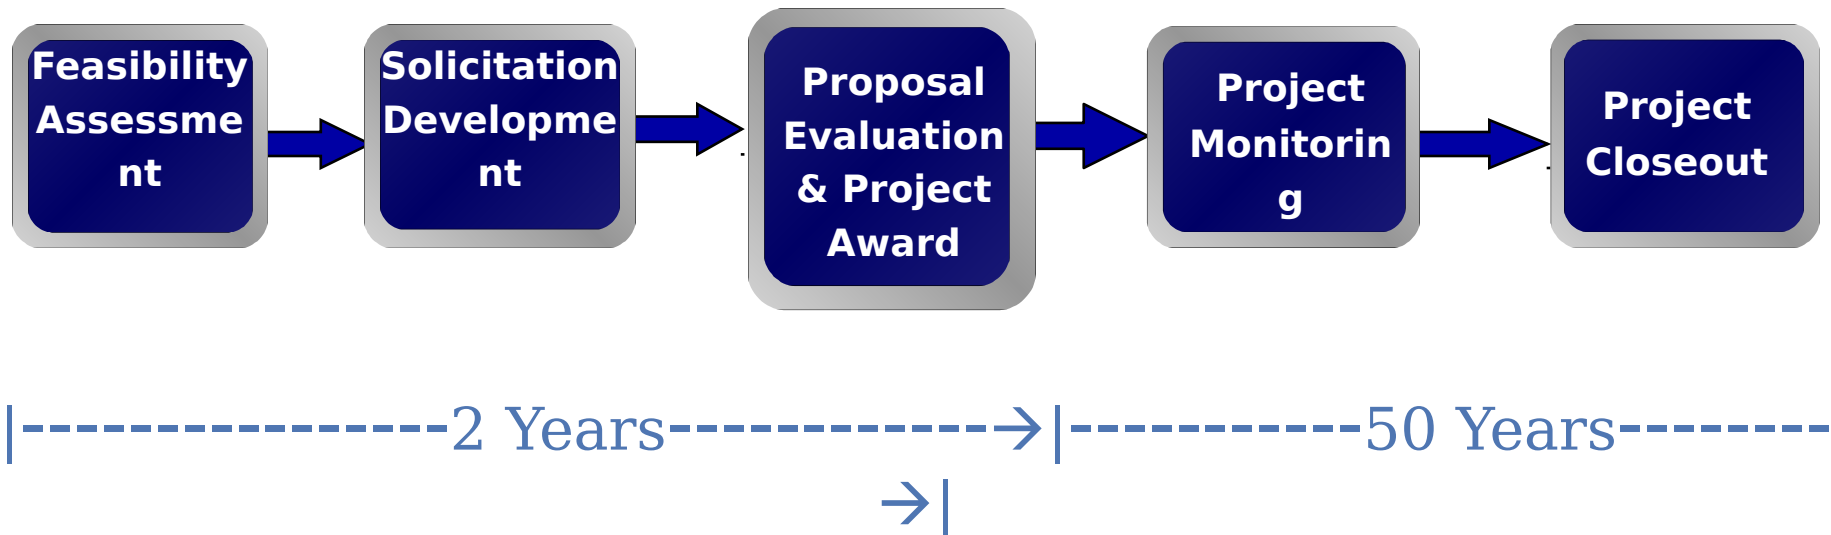 Feasibility
Assessme
nt
Solicitation
Developme
nt
Proposal
Evaluation
& Project
Award
Project
Monitorin
g
Project
Closeout
|----------------2 Years------------→|-----------50 Years--------
→|